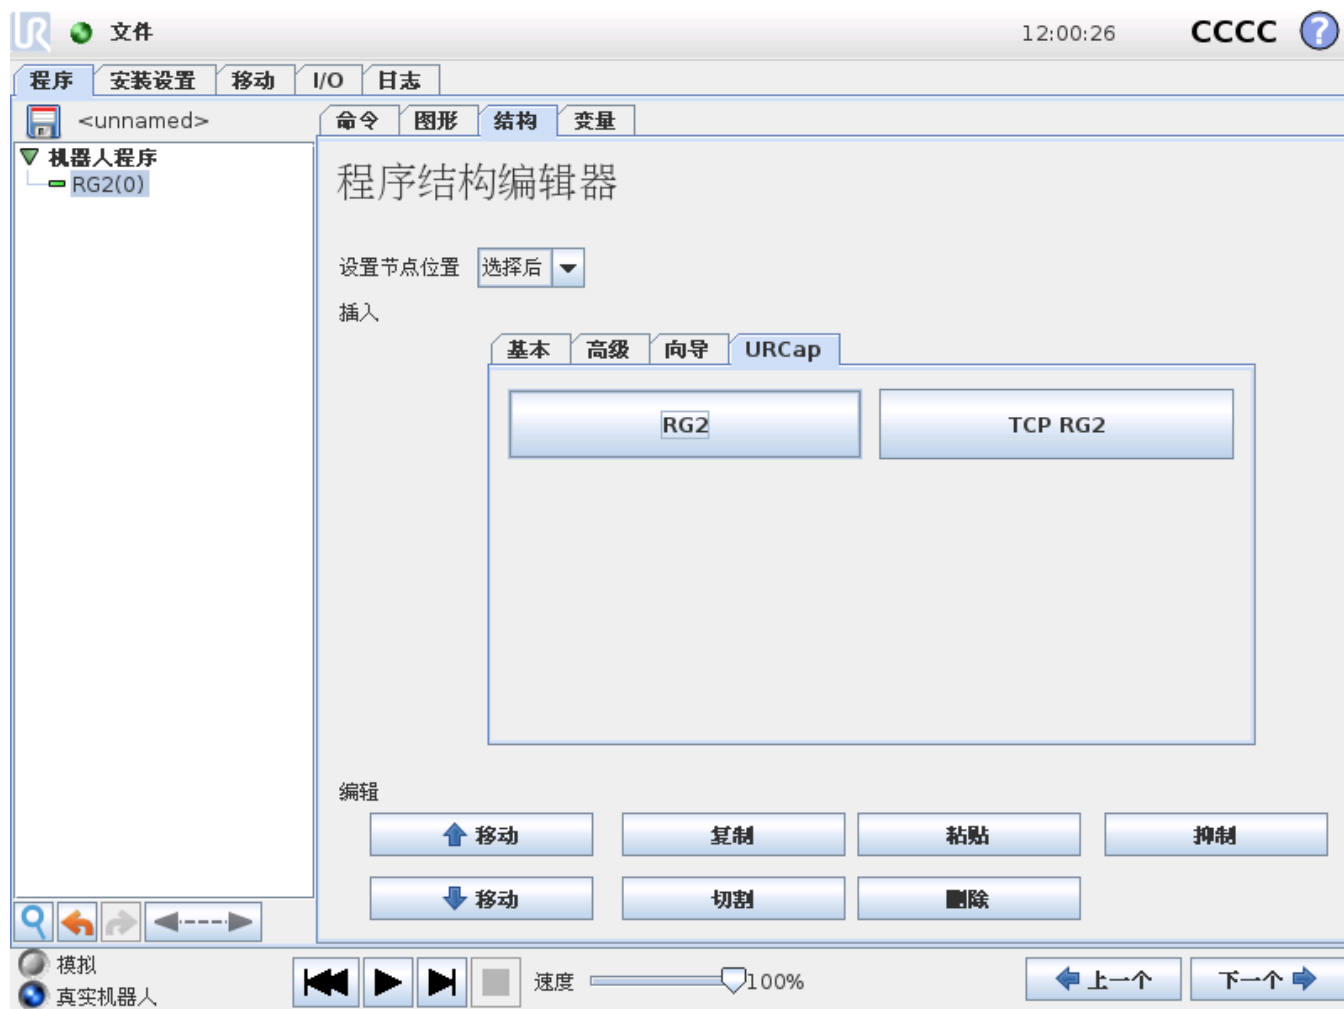 UR 文件 12:00:26 CCCC ?
程序 安装设置 移动 I/O 日志
<unnamed> 命令 图形 结构 变量
机器人程序
RG2(0)
程序结构编辑器
设置节点位置 选择后
插入
基本 高级 向导 URCap
RG2 TCP RG2
编辑
移动 复制 粘贴 抑制
移动 切割 删除
模拟
真实机器人
速度 100% 上一个 下一个